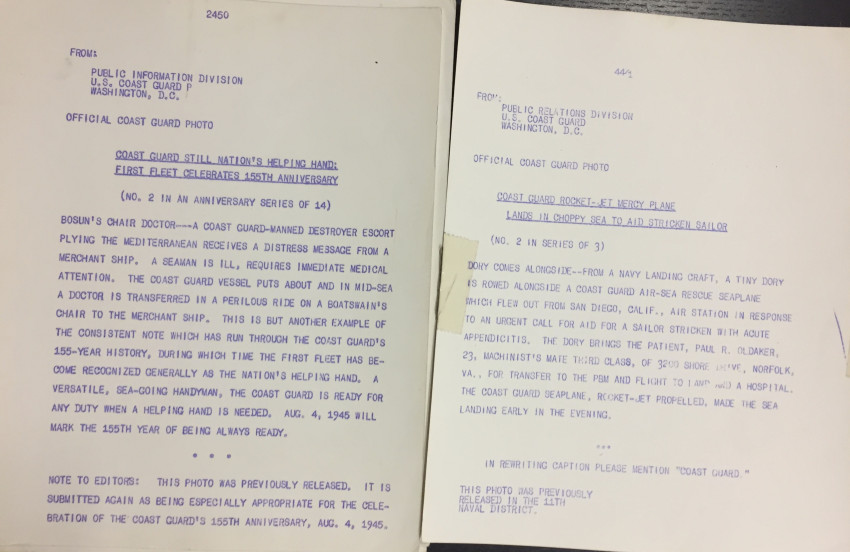 2450
FROM:
PUBLIC INFORMATION DIVISION
U.S. COAST GUARD P
WASHINGTON, D.C.
OFFICIAL COAST GUARD PHOTO
COAST GUARD STILL NATION'S HELPING HAND:
FIRST FLEET CELEBRATES 155TH ANNIVERSARY
(NO. 2 IN AN ANNIVERSARY SERIES OF 14)
BOSUN'S CHAIR DOCTOR---A COAST GUARD-MANNED DESTROYER ESCORT
PLYING THE MEDITERRANEAN RECEIVES A DISTRESS MESSAGE FROM A
MERCHANT SHIP. A SEAMAN IS ILL, REQUIRES IMMEDIATE MEDICAL
ATTENTION. THE COAST GUARD VESSEL PUTS ABOUT AND IN MID-SEA
A DOCTOR IS TRANSFERRED IN A PERILOUS RIDE ON A BOATSWAIN'S
CHAIR TO THE MERCHANT SHIP. THIS IS BUT ANOTHER EXAMPLE OF
THE CONSISTENT NOTE WHICH HAS RUN THROUGH THE COAST GUARD'S
155-YEAR HISTORY, DURING WHICH TIME THE FIRST FLEET HAS BE-
COME RECOGNIZED GENERALLY AS THE NATION'S HELPING HAND. A
VERSATILE, SEA-GOING HANDYMAN, THE COAST GUARD IS READY FOR
ANY DUTY WHEN A HELPING HAND IS NEEDED. AUG. 4, 1945 WILL
MARK THE 155TH YEAR OF BEING ALWAYS READY.
* * *
NOTE TO EDITORS: THIS PHOTO WAS PREVIOUSLY RELEASED. IT IS
SUBMITTED AGAIN AS BEING ESPECIALLY APPROPRIATE FOR THE CELE-
BRATION OF THE COAST GUARD'S 155TH ANNIVERSARY, AUG. 4, 1945.
FROM:
PUBLIC RELATIONS DIVISION
U.S. COAST GUARD
WASHINGTON, D.C.
OFFICIAL COAST GUARD PHOTO
COAST GUARD ROCKET-JET MERCY PLANE
LANDS IN CHOPPY SEA TO AID STRICKEN SAILOR
(NO. 2 IN SERIES OF 3)
DORY COMES ALONGSIDE--FROM A NAVY LANDING CRAFT, A TINY DORY
IS ROWED ALONGSIDE A COAST GUARD AIR-SEA RESCUE SEAPLANE
WHICH FLEW OUT FROM SAN DIEGO, CALIF., AIR STATION IN RESPONSE
TO AN URGENT CALL FOR AID FOR A SAILOR STRICKEN WITH ACUTE
APPENDICITIS. THE DORY BRINGS THE PATIENT, PAUL R. OLDAKER,
23, MACHINIST'S MATE THIRD CLASS, OF 3200 SHORE DRIVE, NORFOLK,
VA., FOR TRANSFER TO THE PBM AND FLIGHT TO LAND AND A HOSPITAL.
THE COAST GUARD SEAPLANE, ROCKET-JET PROPELLED, MADE THE SEA
LANDING EARLY IN THE EVENING.
***
IN REWRITING CAPTION PLEASE MENTION "COAST GUARD."
THIS PHOTO WAS PREVIOUSLY
RELEASED IN THE 11TH
NAVAL DISTRICT.